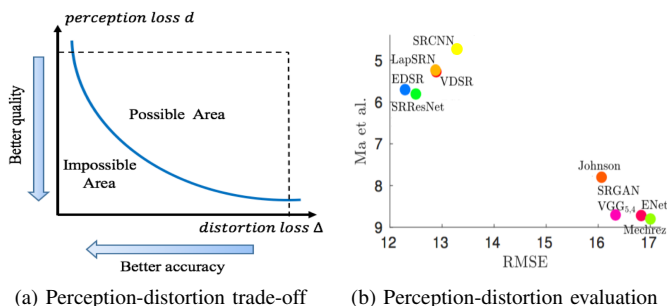 perception loss d
Better quality
Possible Area
Impossible
Area
distortion loss Δ
Better accuracy
(a) Perception-distortion trade-off
SRCNN
LapSRN
VDSR
EDSR
SRResNet
Johnson
SRGAN
VGG5,4
ENet
Mechrez
Ma et al.
5
6
7
8
9
12 13 14 15 16 17
RMSE
(b) Perception-distortion evaluation